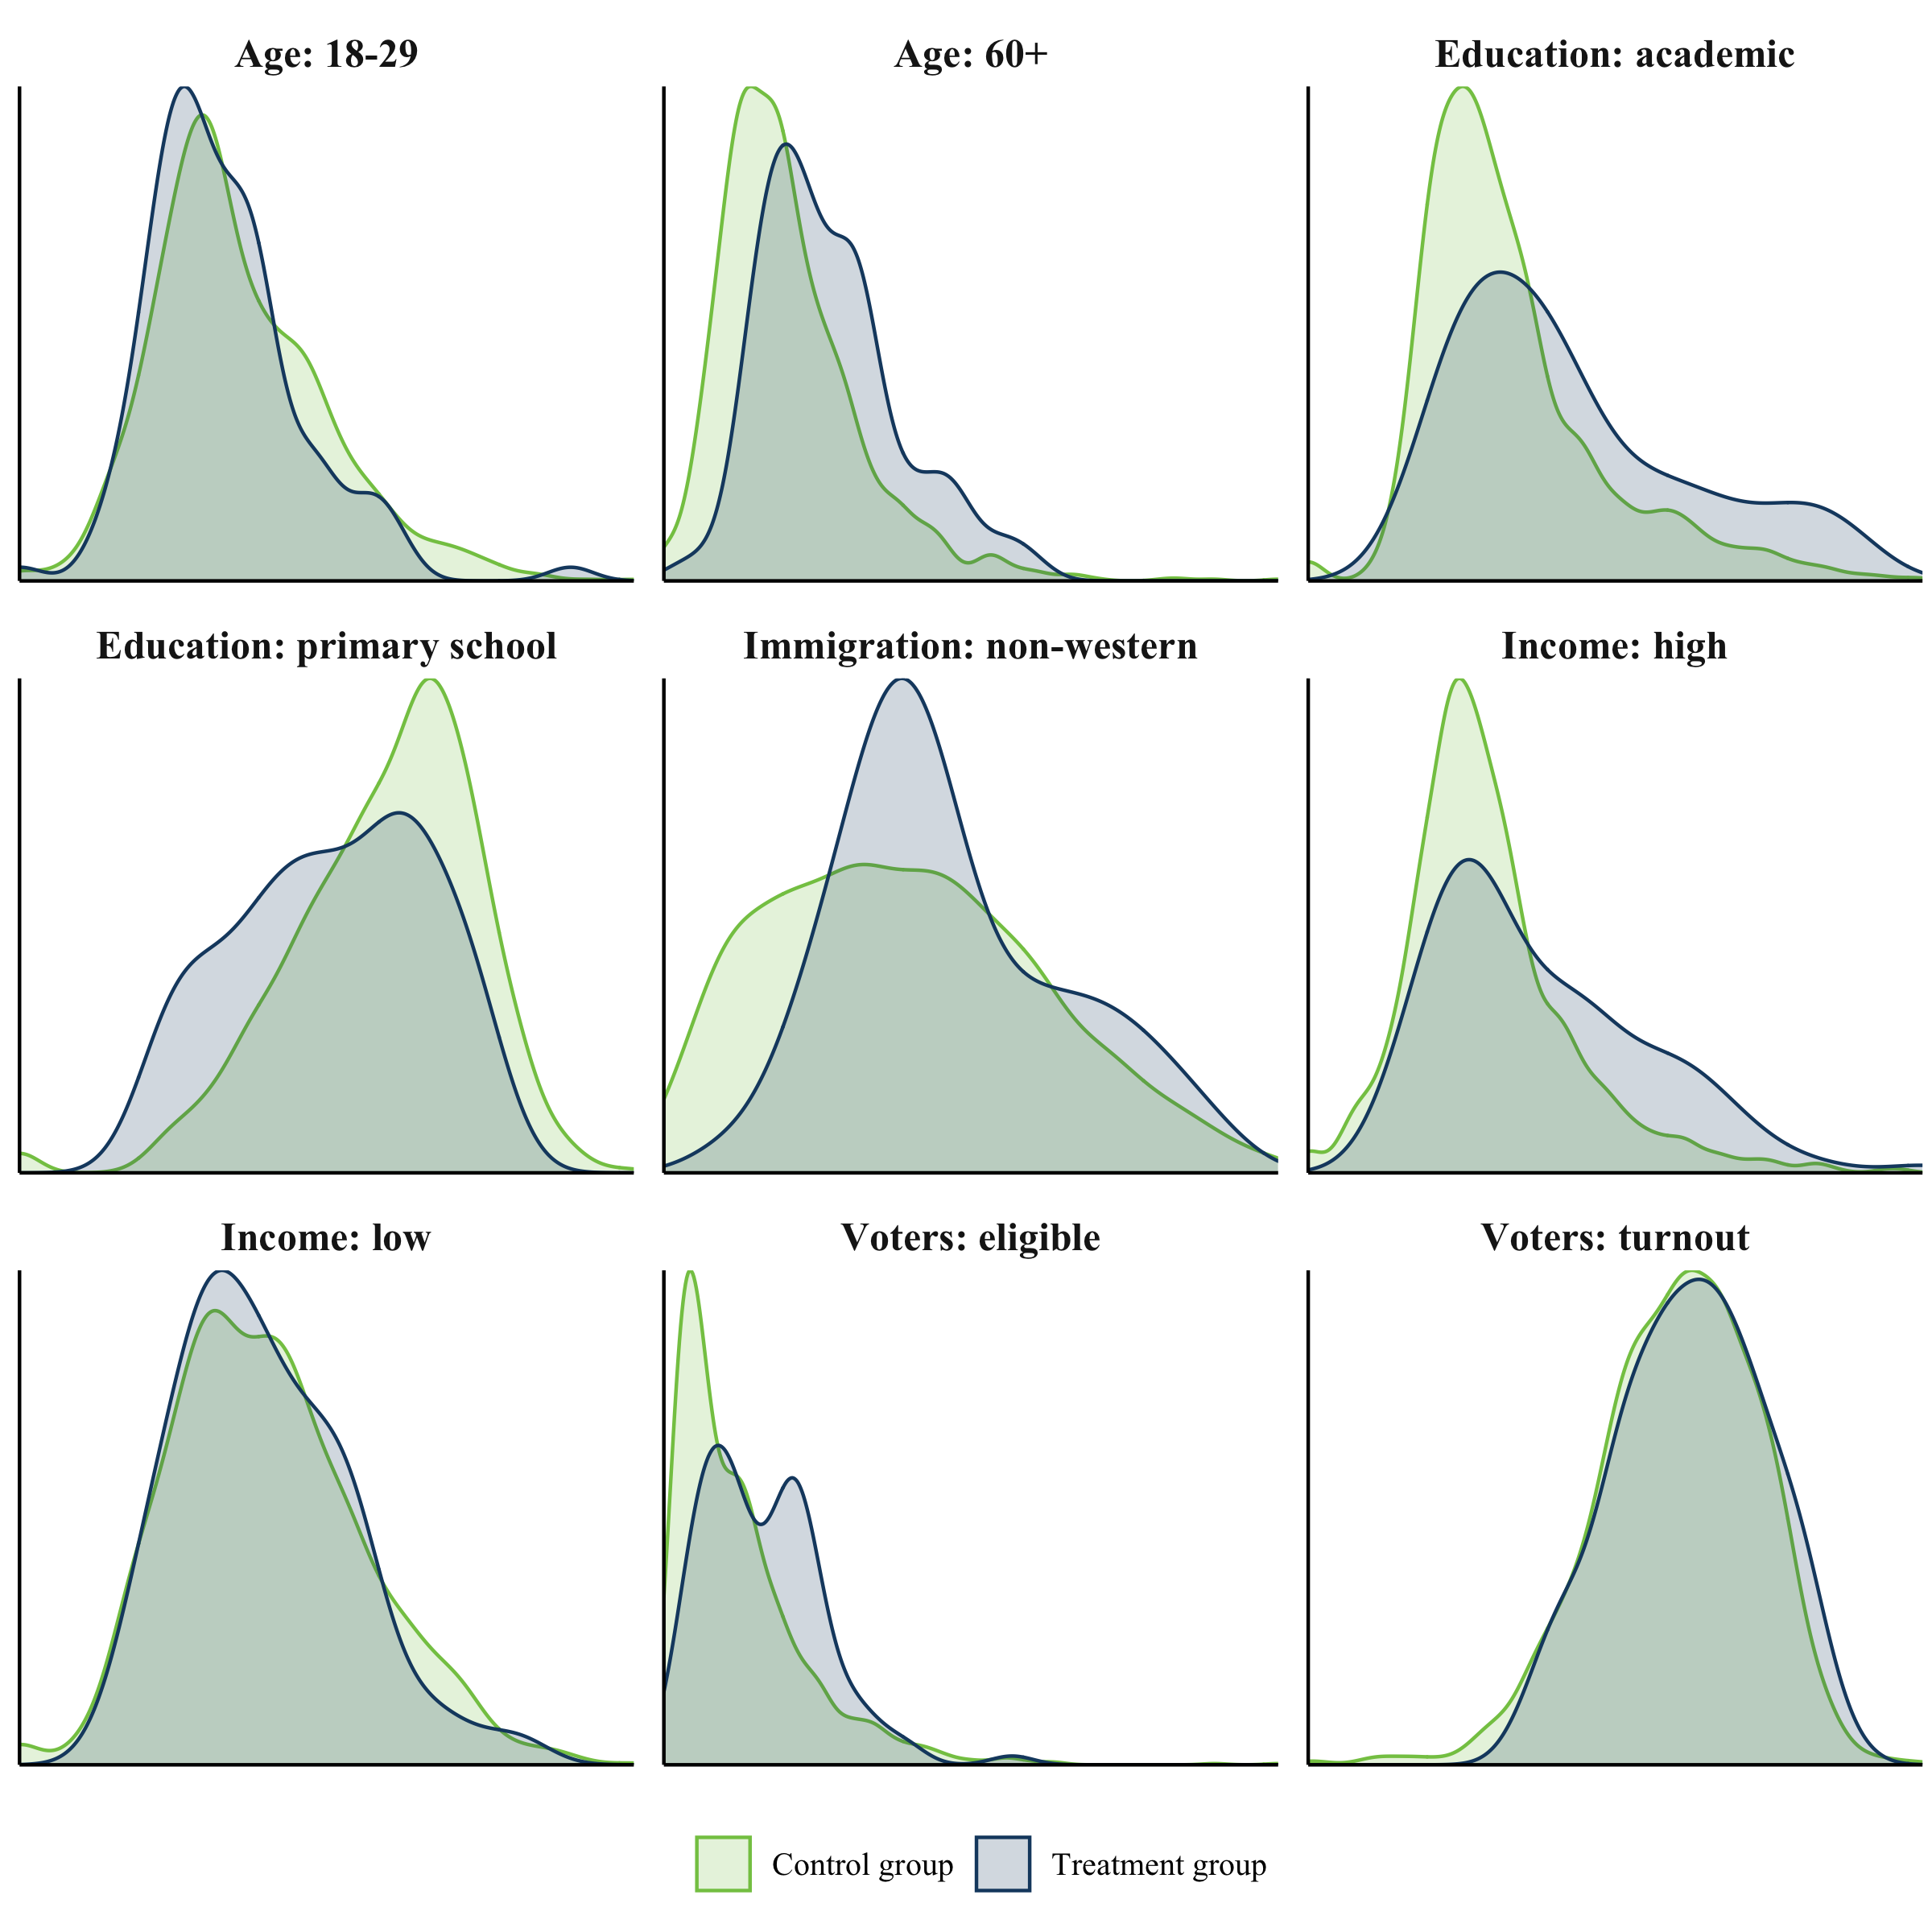 Age: 18-29
Age: 60+
Education: academic
Education: primary school
Immigration: non-western
Income: high
Income: low
Voters: eligible
Voters: turnout
Control group
Treatment group